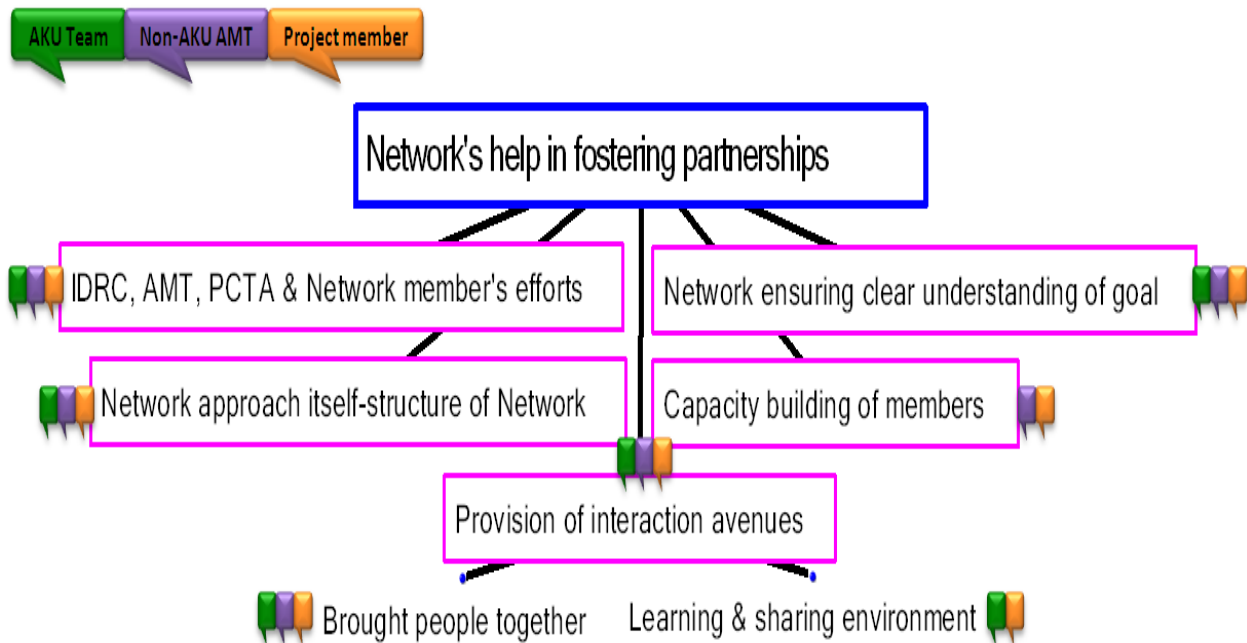 AKU Team Non-AKU AMT Project member
Network's help in fostering partnerships
IDRC, AMT, PCTA & Network member's efforts
Network ensuring clear understanding of goal
Network approach itself-structure of Network
Capacity building of members
Provision of interaction avenues
Brought people together
Learning & sharing environment